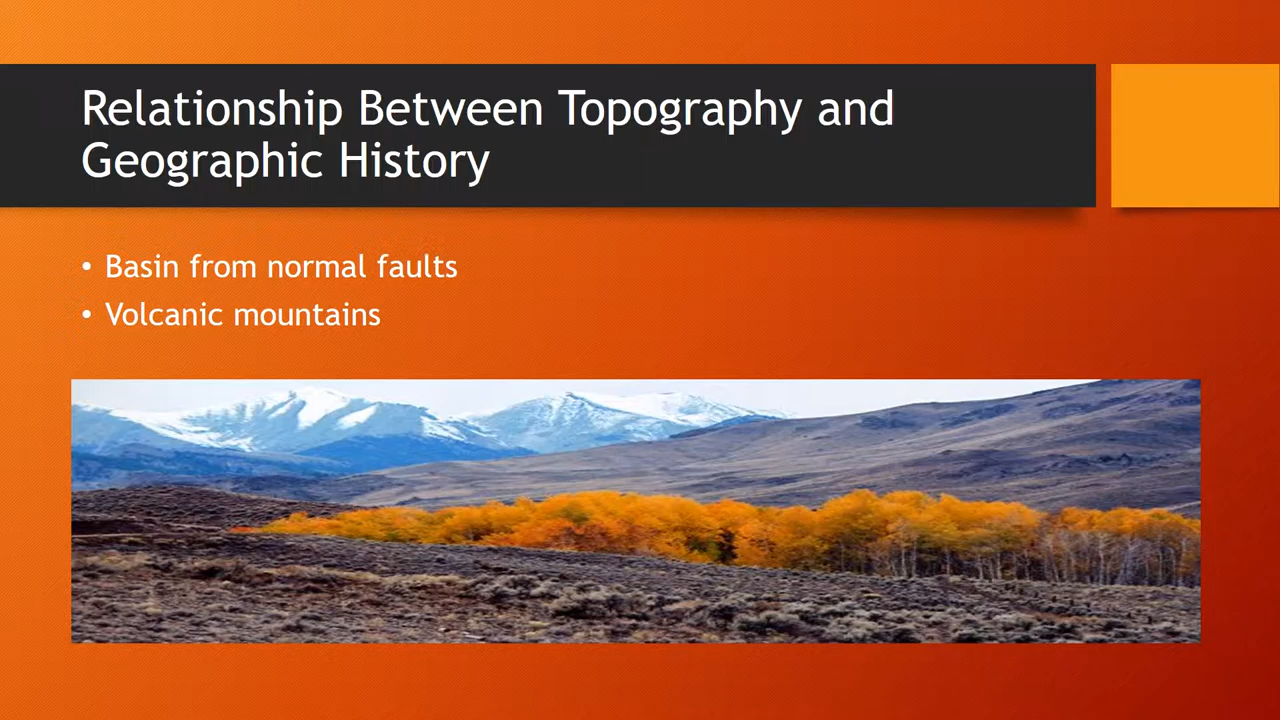 Relationship Between Topography and
Geographic History
• Basin from normal faults
• Volcanic mountains